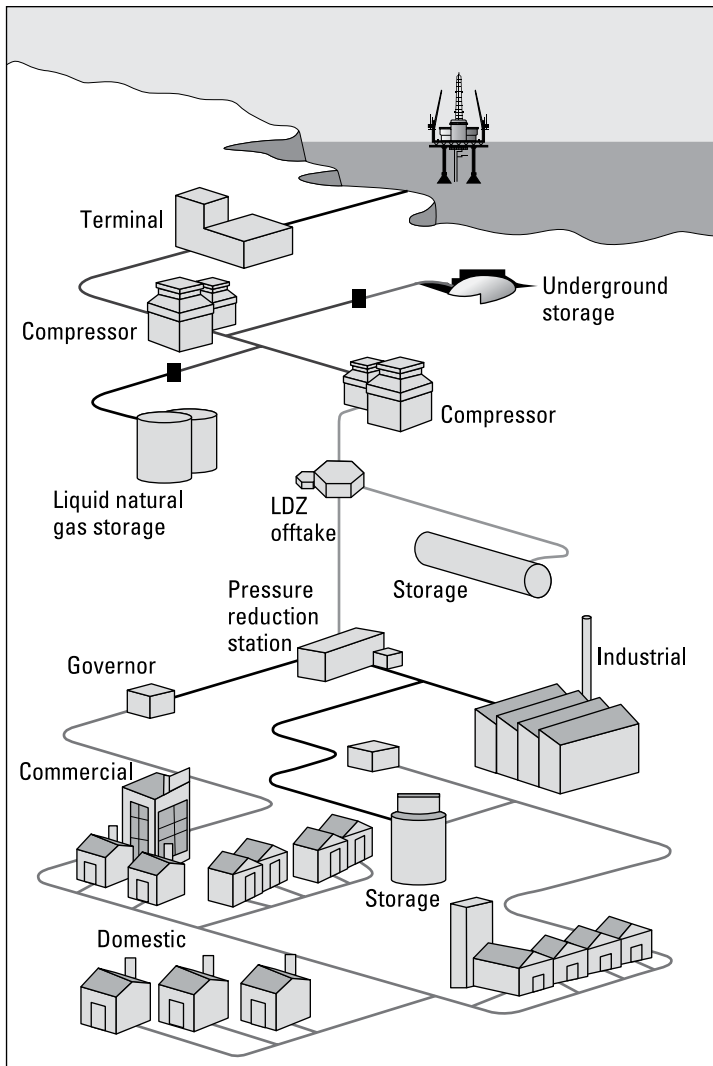 Terminal
Underground
storage
Compressor
Compressor
Liquid natural
gas storage
LDZ
offtake
Storage
Pressure
reduction
station
Governor
Industrial
Commercial
Storage
Domestic